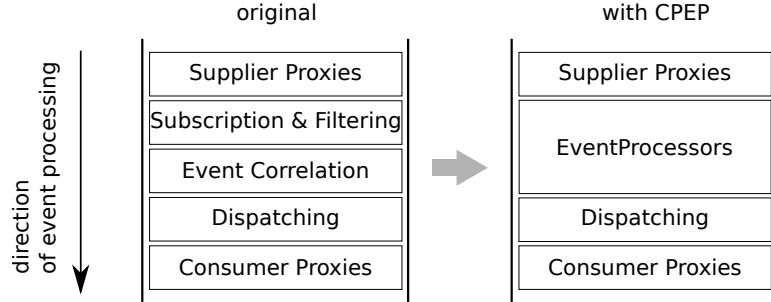 original
with CPEP
direction
of event processing
Supplier Proxies
Subscription & Filtering
Event Correlation
Dispatching
Consumer Proxies
Supplier Proxies
EventProcessors
Dispatching
Consumer Proxies